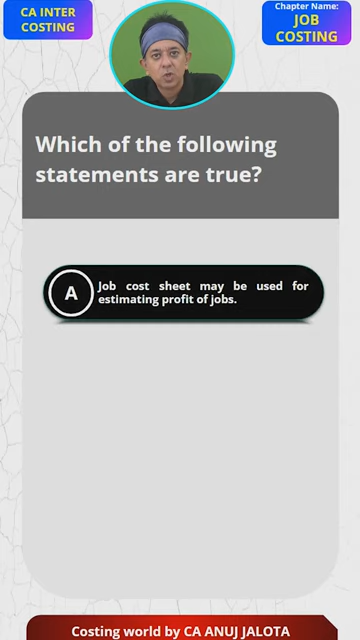 CA INTER
COSTING
Chapter Name:
JOB
COSTING
Which of the following
statements are true?
A
Job cost sheet may be used for
estimating profit of jobs.
Costing world by CA ANUJ JALOTA